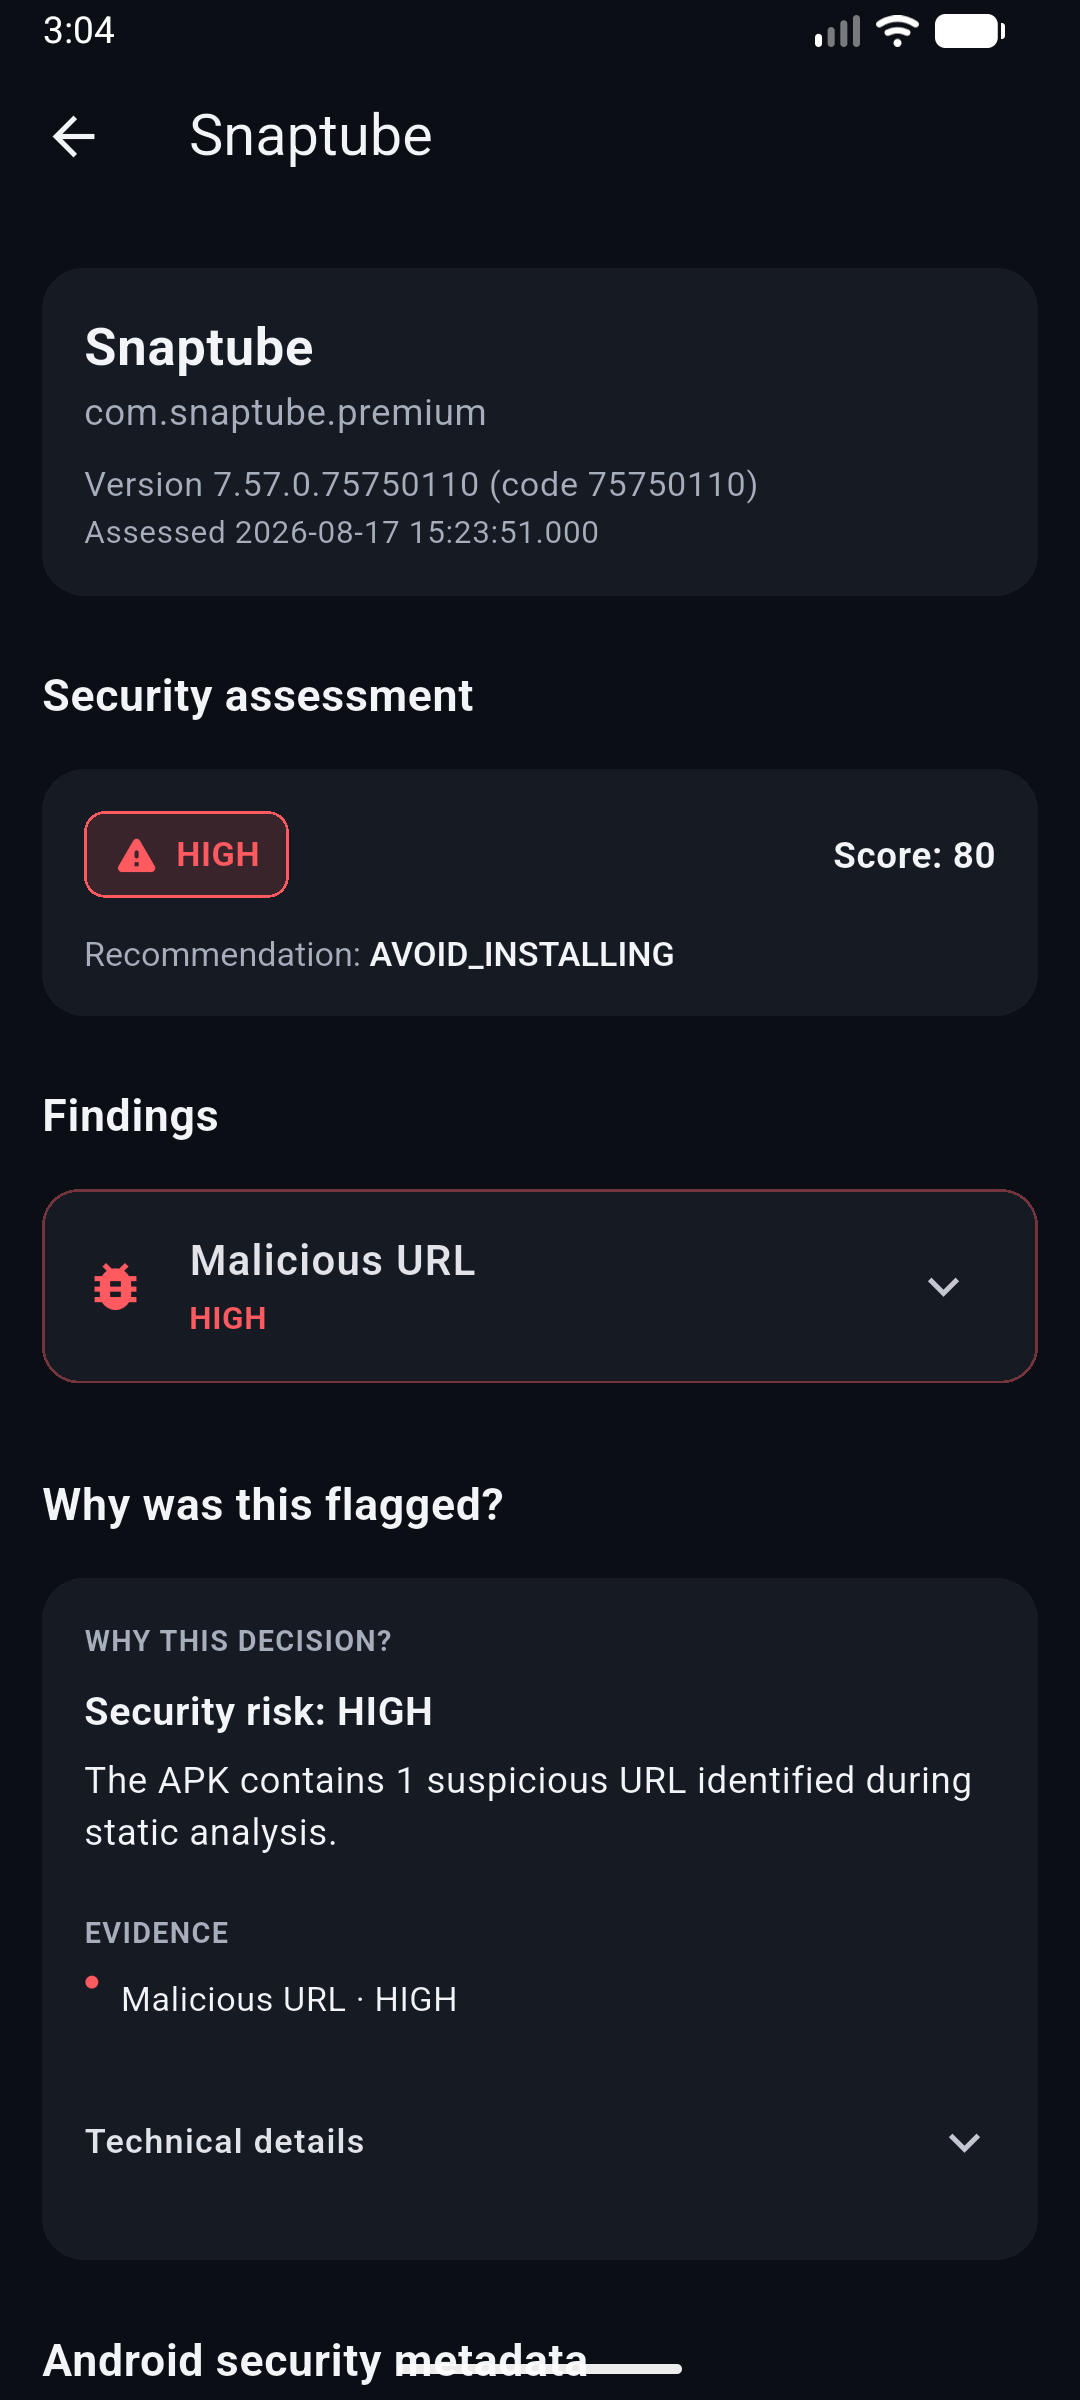 3:04
Snaptube
Snaptube
com.snaptube.premium
Version 7.57.0.75750110 (code 75750110)
Assessed 2026-08-17 15:23:51.000
Security assessment
HIGH
Score: 80
Recommendation: AVOID_INSTALLING
Findings
Malicious URL
HIGH
Why was this flagged?
WHY THIS DECISION?
Security risk: HIGH
The APK contains 1 suspicious URL identified during
static analysis.
EVIDENCE
Malicious URL · HIGH
Technical details
Android security metadata